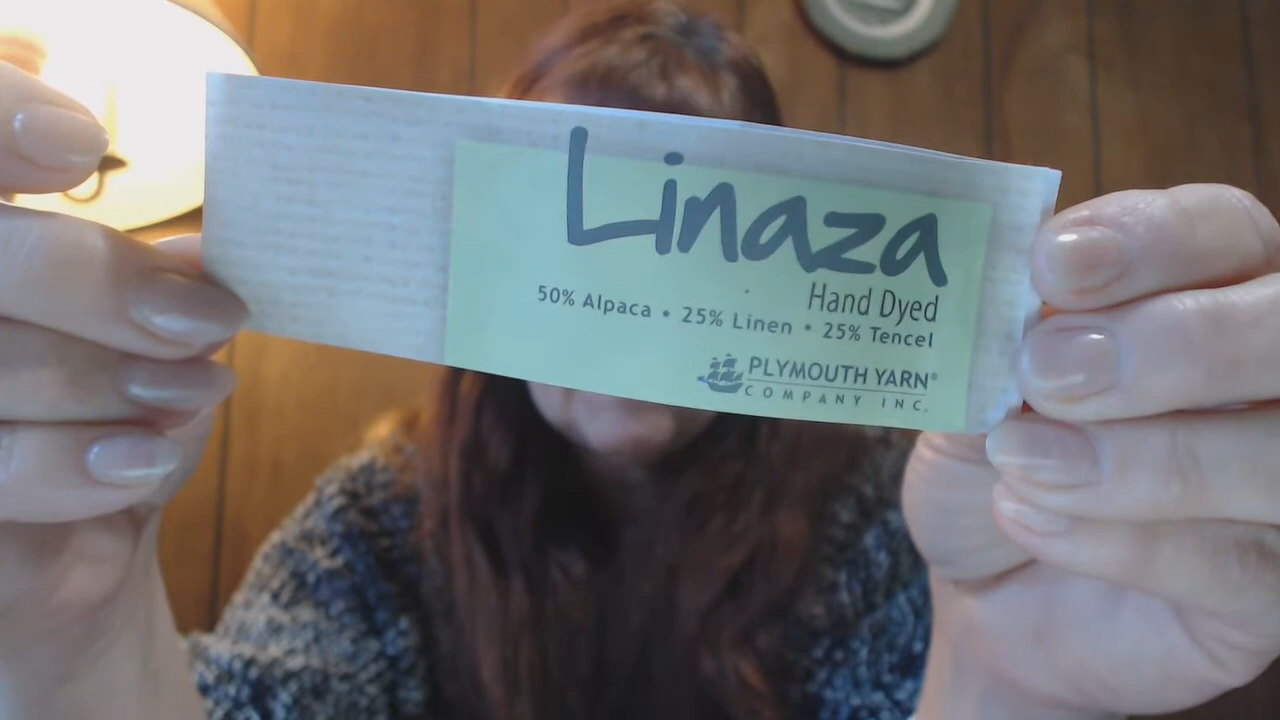 Linaza
Hand Dyed
50% Alpaca • 25% Linen • 25% Tencel
PLYMOUTH YARN®
COMPANY INC.